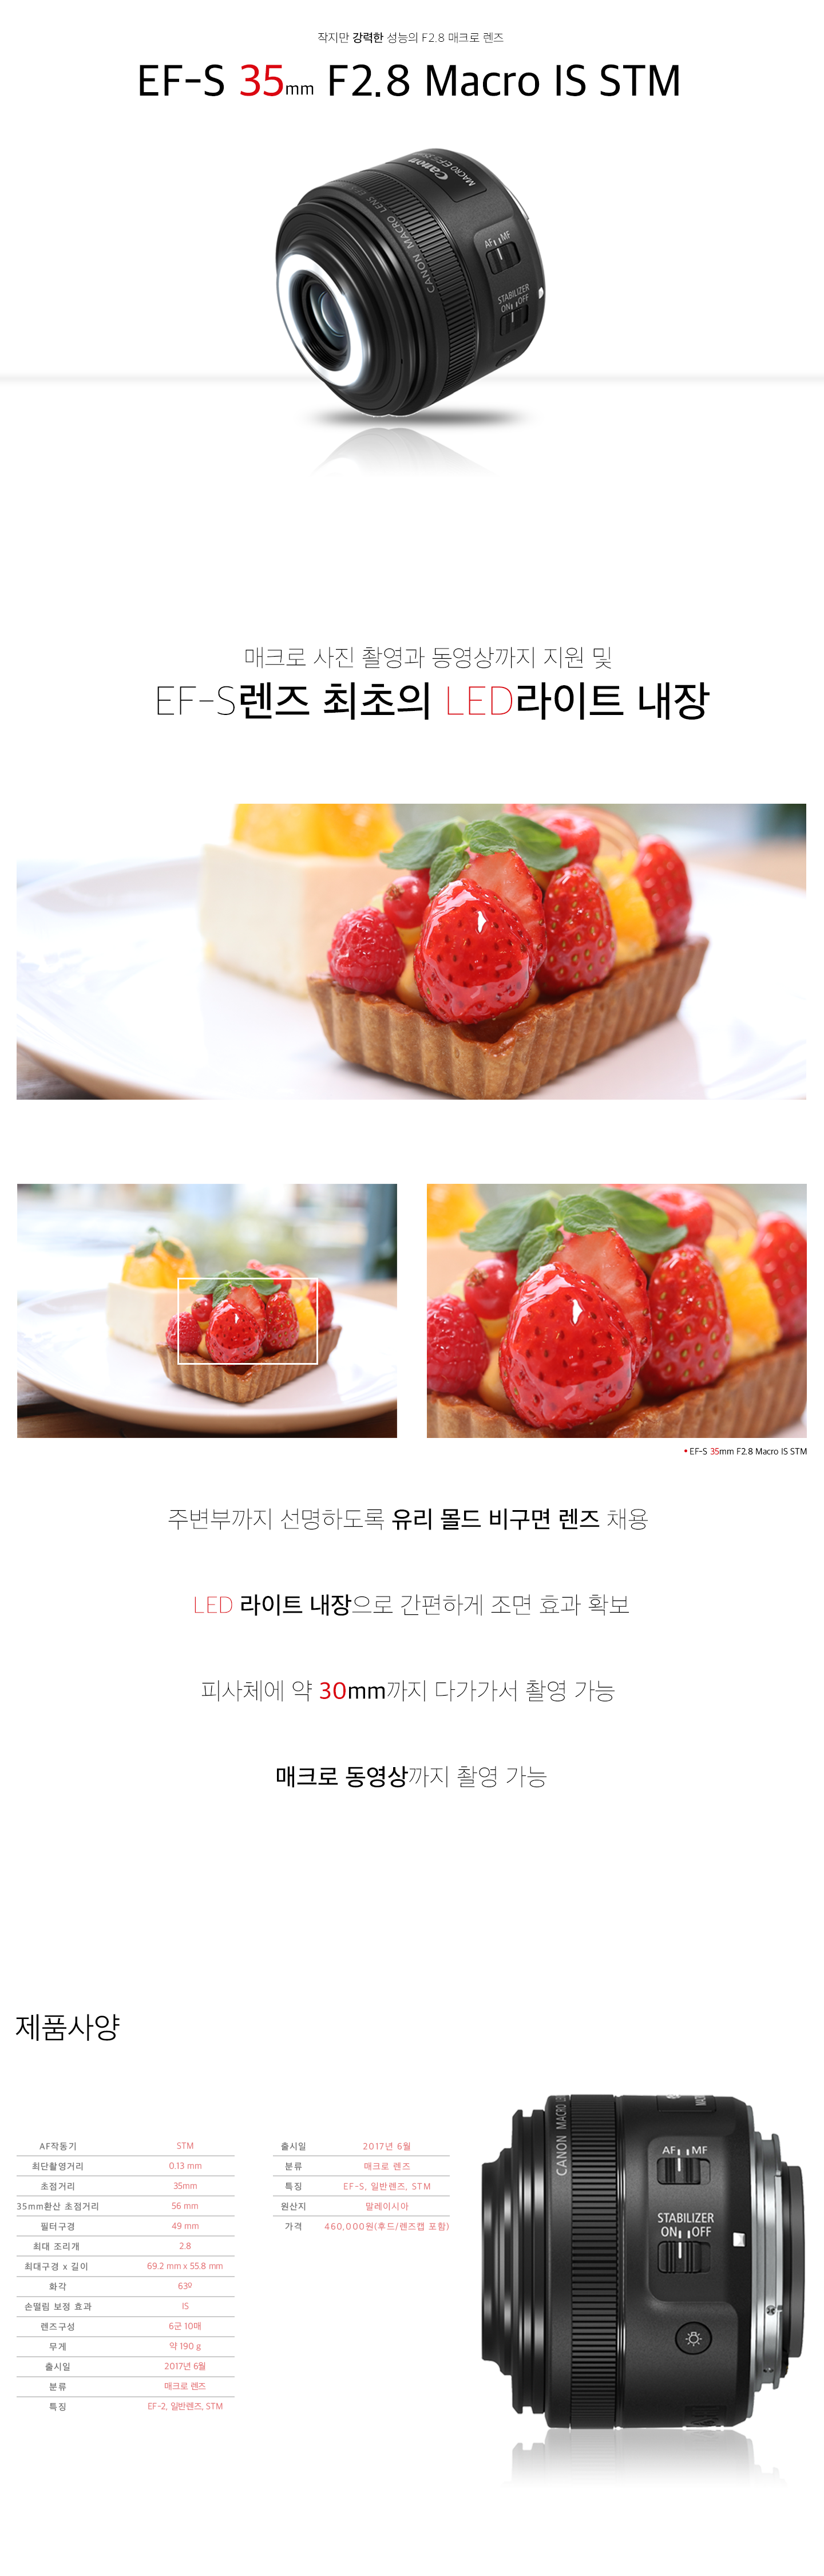 작지만 강력한 성능의 F2.8 매크로 렌즈
EF-S 35mm F2.8 Macro IS STM
Canon
MACRO EF-S 35
CANON MACRO LENS EF-S
AF MF
STABILIZER
ON OFF
매크로 사진 촬영과 동영상까지 지원 및
EF-S렌즈 최초의 LED라이트 내장
• EF-S 35mm F2.8 Macro IS STM
주변부까지 선명하도록 유리 몰드 비구면 렌즈 채용
LED 라이트 내장으로 간편하게 조면 효과 확보
피사체에 약 30mm까지 다가가서 촬영 가능
매크로 동영상까지 촬영 가능
제품사양
AF작동기 STM
최단촬영거리 0.13 mm
초점거리 35mm
35mm환산 초점거리 56 mm
필터구경 49 mm
최대 조리개 2.8
최대구경 x 길이 69.2 mm x 55.8 mm
화각 63º
손떨림 보정 효과 IS
렌즈구성 6군 10매
무게 약 190 g
출시일 2017년 6월
분류 매크로 렌즈
특징 EF-2, 일반렌즈, STM
출시일 2017년 6월
분류 매크로 렌즈
특징 EF-S, 일반렌즈, STM
원산지 말레이시아
가격 460,000원(후드/렌즈캡 포함)
CANON MACRO
AF MF
STABILIZER
ON OFF